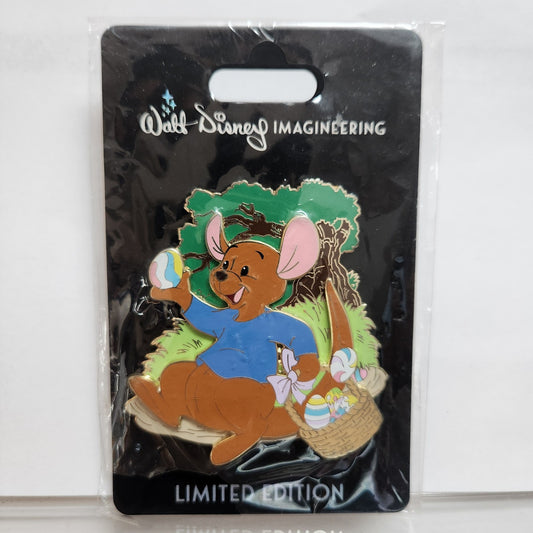 Walt Disney IMAGINEERING
LIMITED EDITION